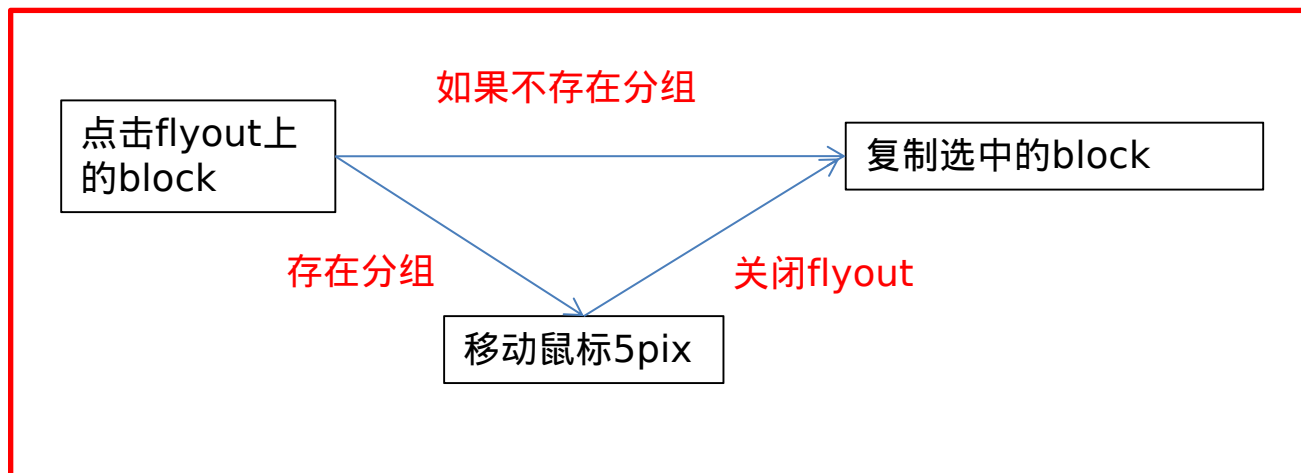 如果不存在分组
点击flyout上
的block
复制选中的block
存在分组
关闭flyout
移动鼠标5pix